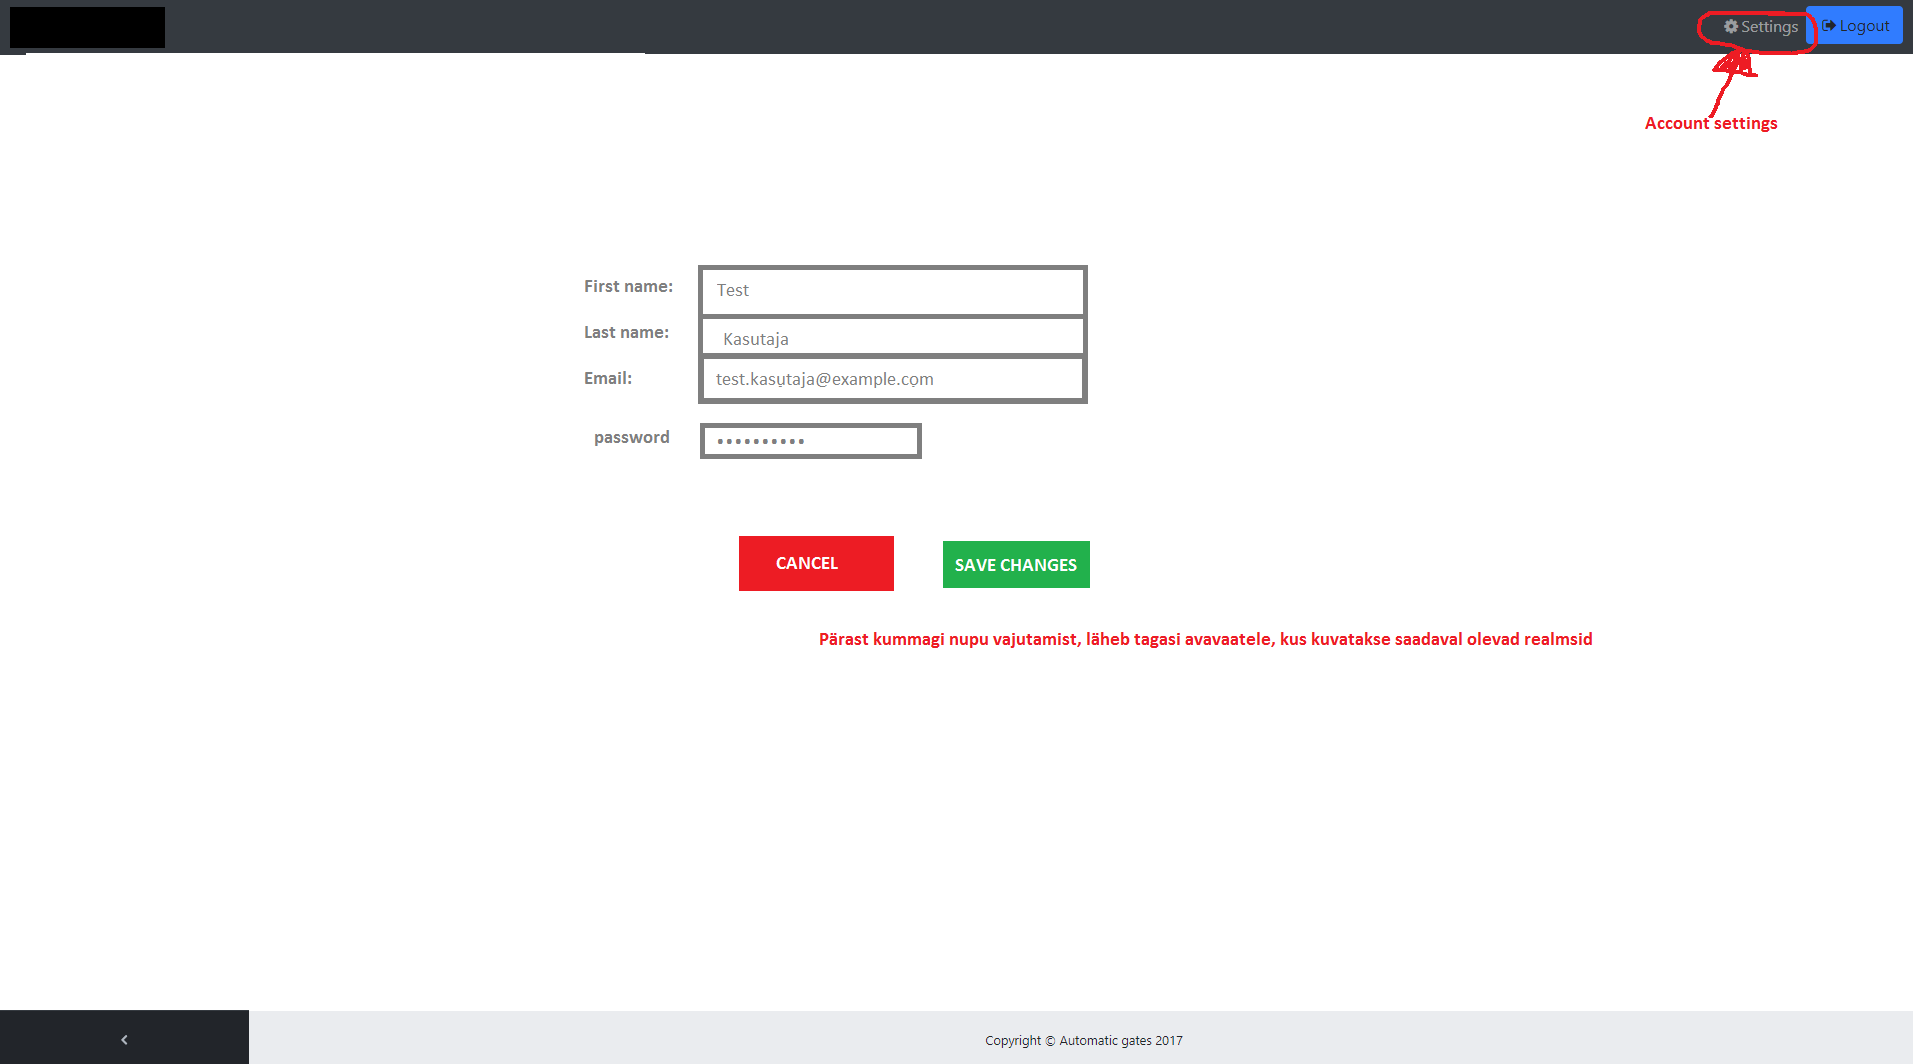 Settings
Logout
Account settings
First name:
Test
Last name:
Kasutaja
Email:
test.kasutaja@example.com
password
••••••••••
CANCEL
SAVE CHANGES
Pärast kummagi nupu vajutamist, läheb tagasi avavaatele, kus kuvatakse saadaval olevad realmsid
Copyright © Automatic gates 2017